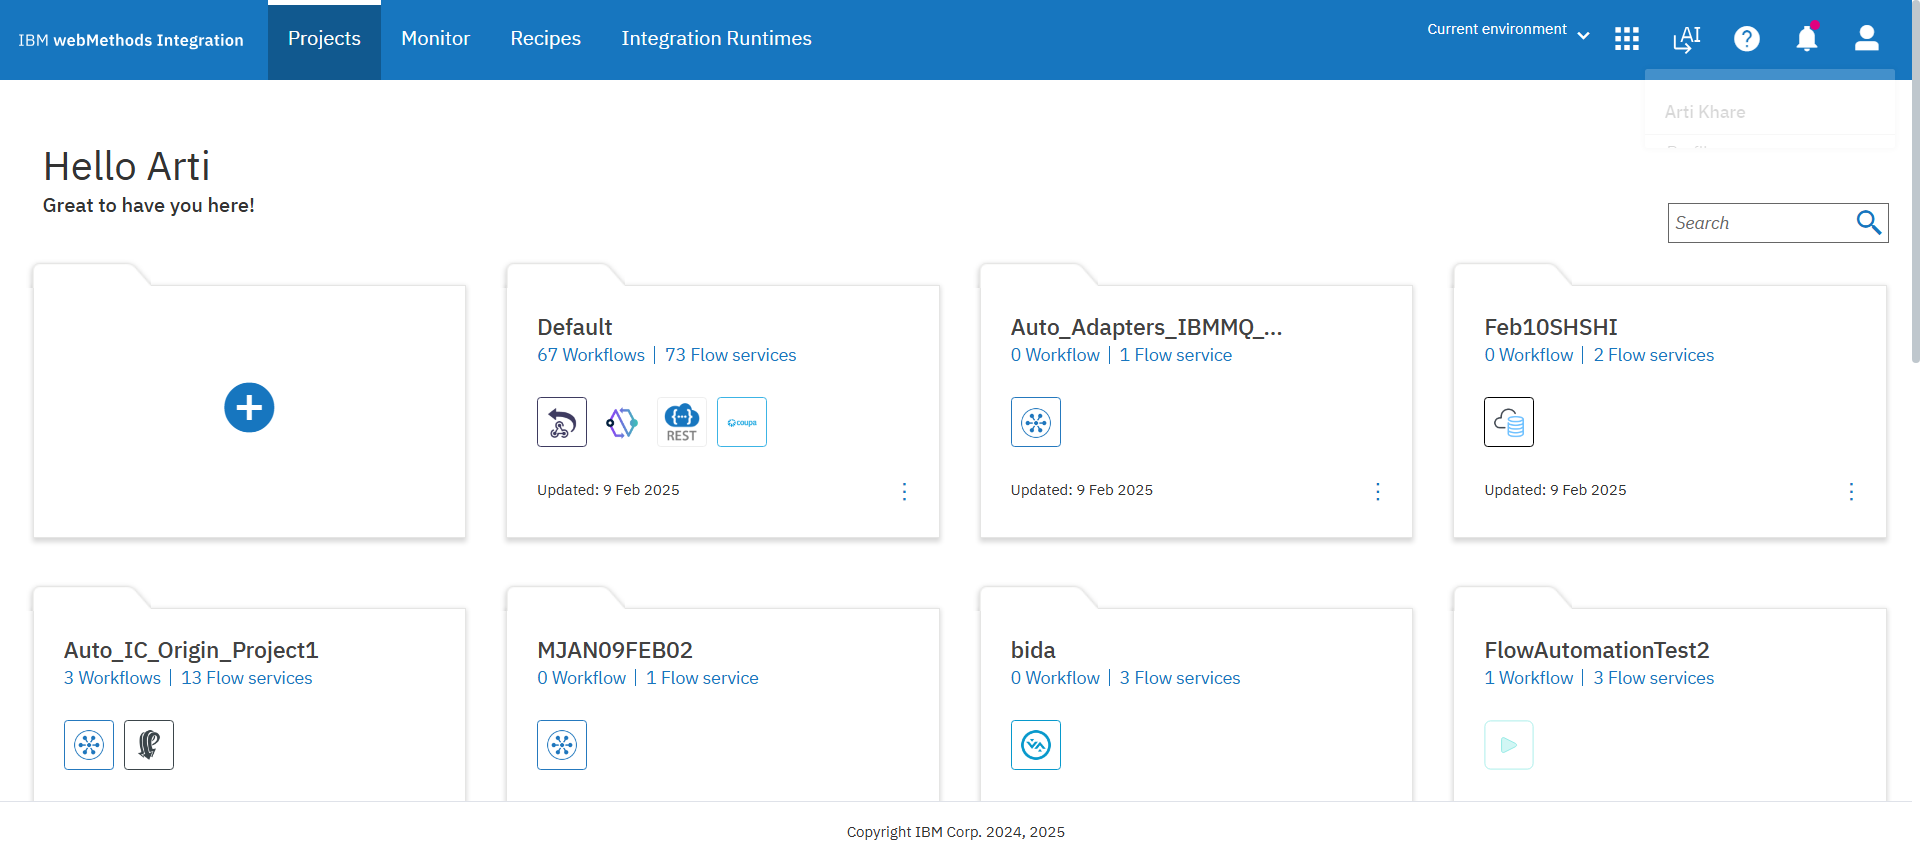 IBM webMethods Integration
Projects
Monitor
Recipes
Integration Runtimes
Current environment
AI
?
Arti Khare
Hello Arti
Great to have you here!
Search
Default
67 Workflows | 73 Flow services
REST
coupa
Updated: 9 Feb 2025
Auto_Adapters_IBMMQ_...
0 Workflow | 1 Flow service
Updated: 9 Feb 2025
Feb10SHSHI
0 Workflow | 2 Flow services
Updated: 9 Feb 2025
Auto_IC_Origin_Project1
3 Workflows | 13 Flow services
MJAN09FEB02
0 Workflow | 1 Flow service
bida
0 Workflow | 3 Flow services
FlowAutomationTest2
1 Workflow | 3 Flow services
Copyright IBM Corp. 2024, 2025